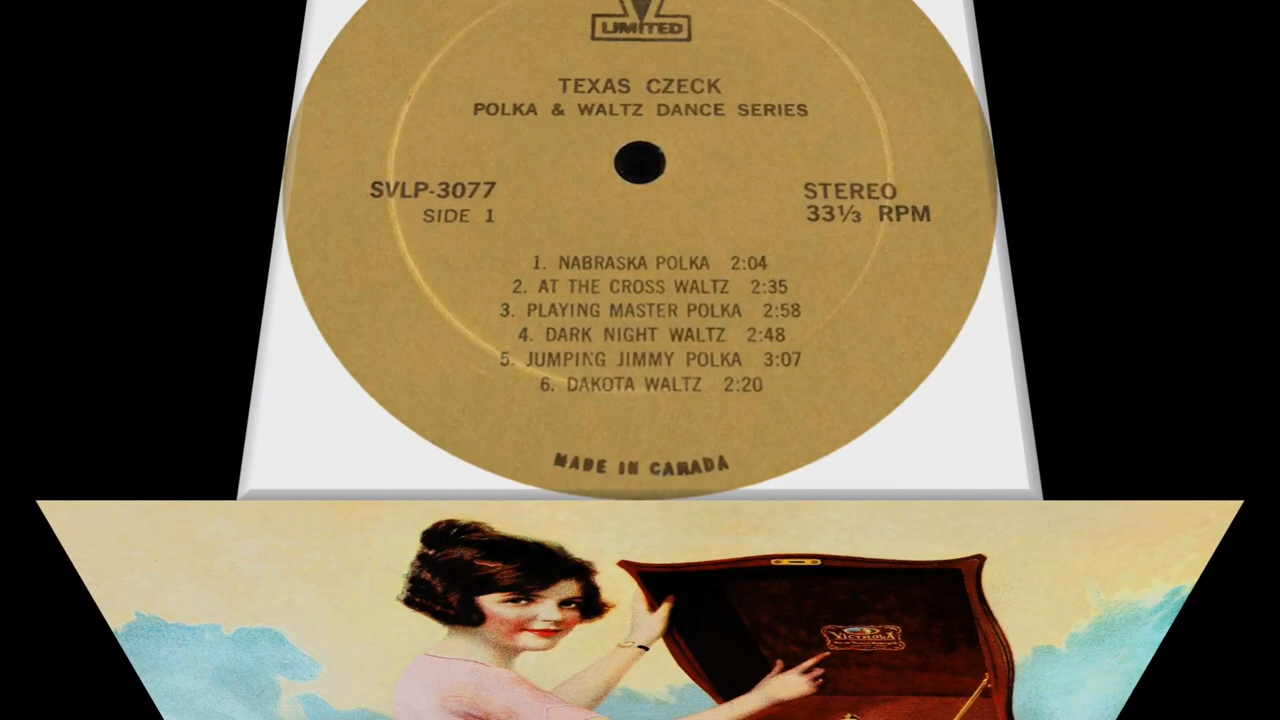 LIMITED
TEXAS CZECK
POLKA & WALTZ DANCE SERIES
SVLP-3077
SIDE 1
STEREO
33⅓ RPM
1. NABRASKA POLKA 2:04
2. AT THE CROSS WALTZ 2:35
3. PLAYING MASTER POLKA 2:58
4. DARK NIGHT WALTZ 2:48
5. JUMPING JIMMY POLKA 3:07
6. DAKOTA WALTZ 2:20
MADE IN CANADA
VICTROLA